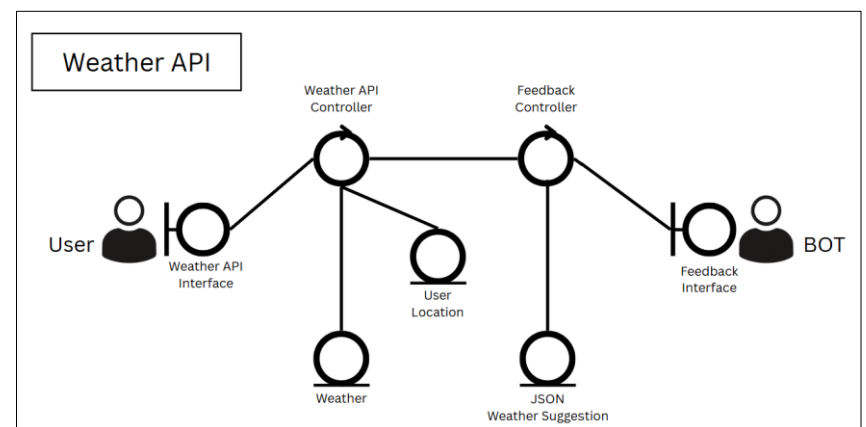 Weather API
Weather API
Controller
Feedback
Controller
User
Weather API
Interface
User
Location
Feedback
Interface
BOT
Weather
JSON
Weather Suggestion